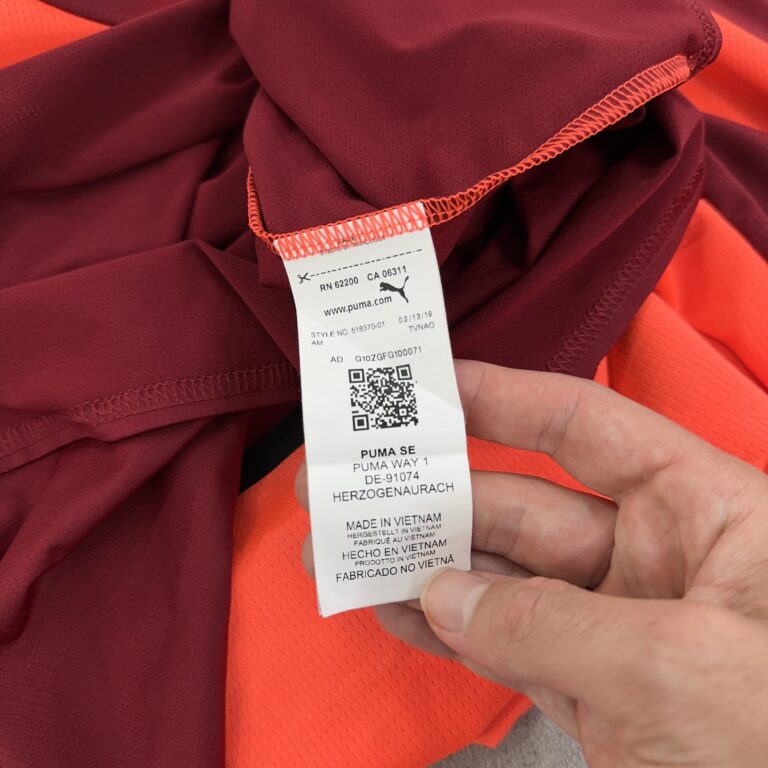 RN 62200 CA 06311
www.puma.com
STYLE NO. 518370-01 02/13/19
AM TVNAO
AD G10ZGFG100071
PUMA SE
PUMA WAY 1
DE-91074
HERZOGENAURACH
MADE IN VIETNAM
HERGESTELLT IN VIETNAM
FABRIQUÉ AU VIETNAM
HECHO EN VIETNAM
PRODOTTO IN VIETNAM
FABRICADO NO VIETNÃ